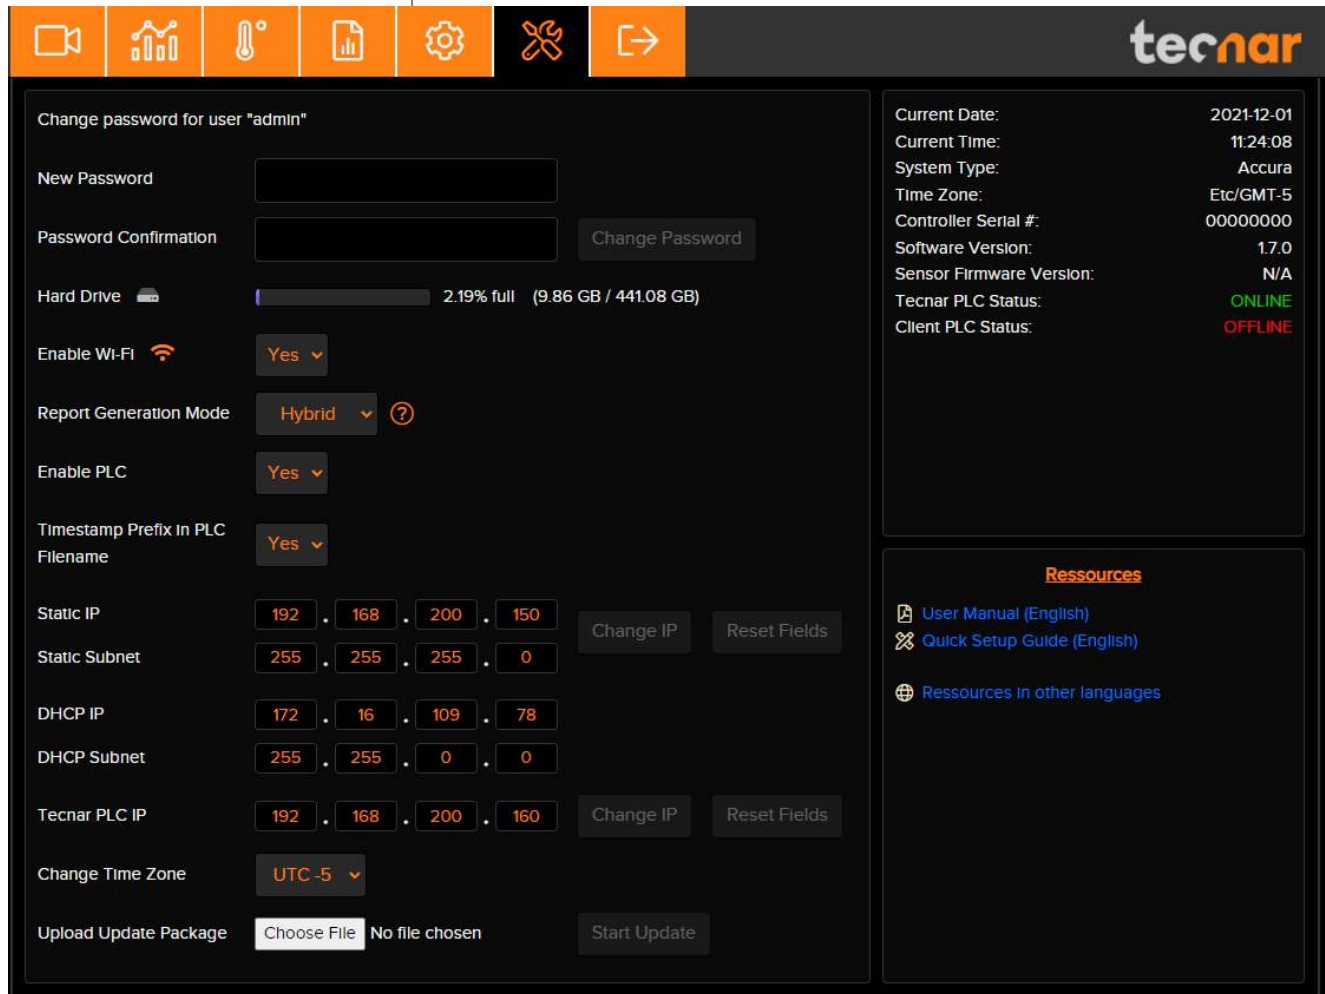 tecnar
Change password for user "admin"
New Password
Password Confirmation
Change Password
Hard Drive
2.19% full (9.86 GB / 441.08 GB)
Enable Wi-Fi
Yes
Report Generation Mode
Hybrid
?
Enable PLC
Yes
Timestamp Prefix in PLC
Filename
Yes
Static IP
192 . 168 . 200 . 150
Change IP
Reset Fields
Static Subnet
255 . 255 . 255 . 0
DHCP IP
172 . 16 . 109 . 78
DHCP Subnet
255 . 255 . 0 . 0
Tecnar PLC IP
192 . 168 . 200 . 160
Change IP
Reset Fields
Change Time Zone
UTC -5
Upload Update Package
Choose File No file chosen
Start Update
Current Date: 2021-12-01
Current Time: 11:24:08
System Type: Accura
Time Zone: Etc/GMT-5
Controller Serial #: 00000000
Software Version: 1.7.0
Sensor Firmware Version: N/A
Tecnar PLC Status: ONLINE
Client PLC Status: OFFLINE
Ressources
User Manual (English)
Quick Setup Guide (English)
Ressources in other languages